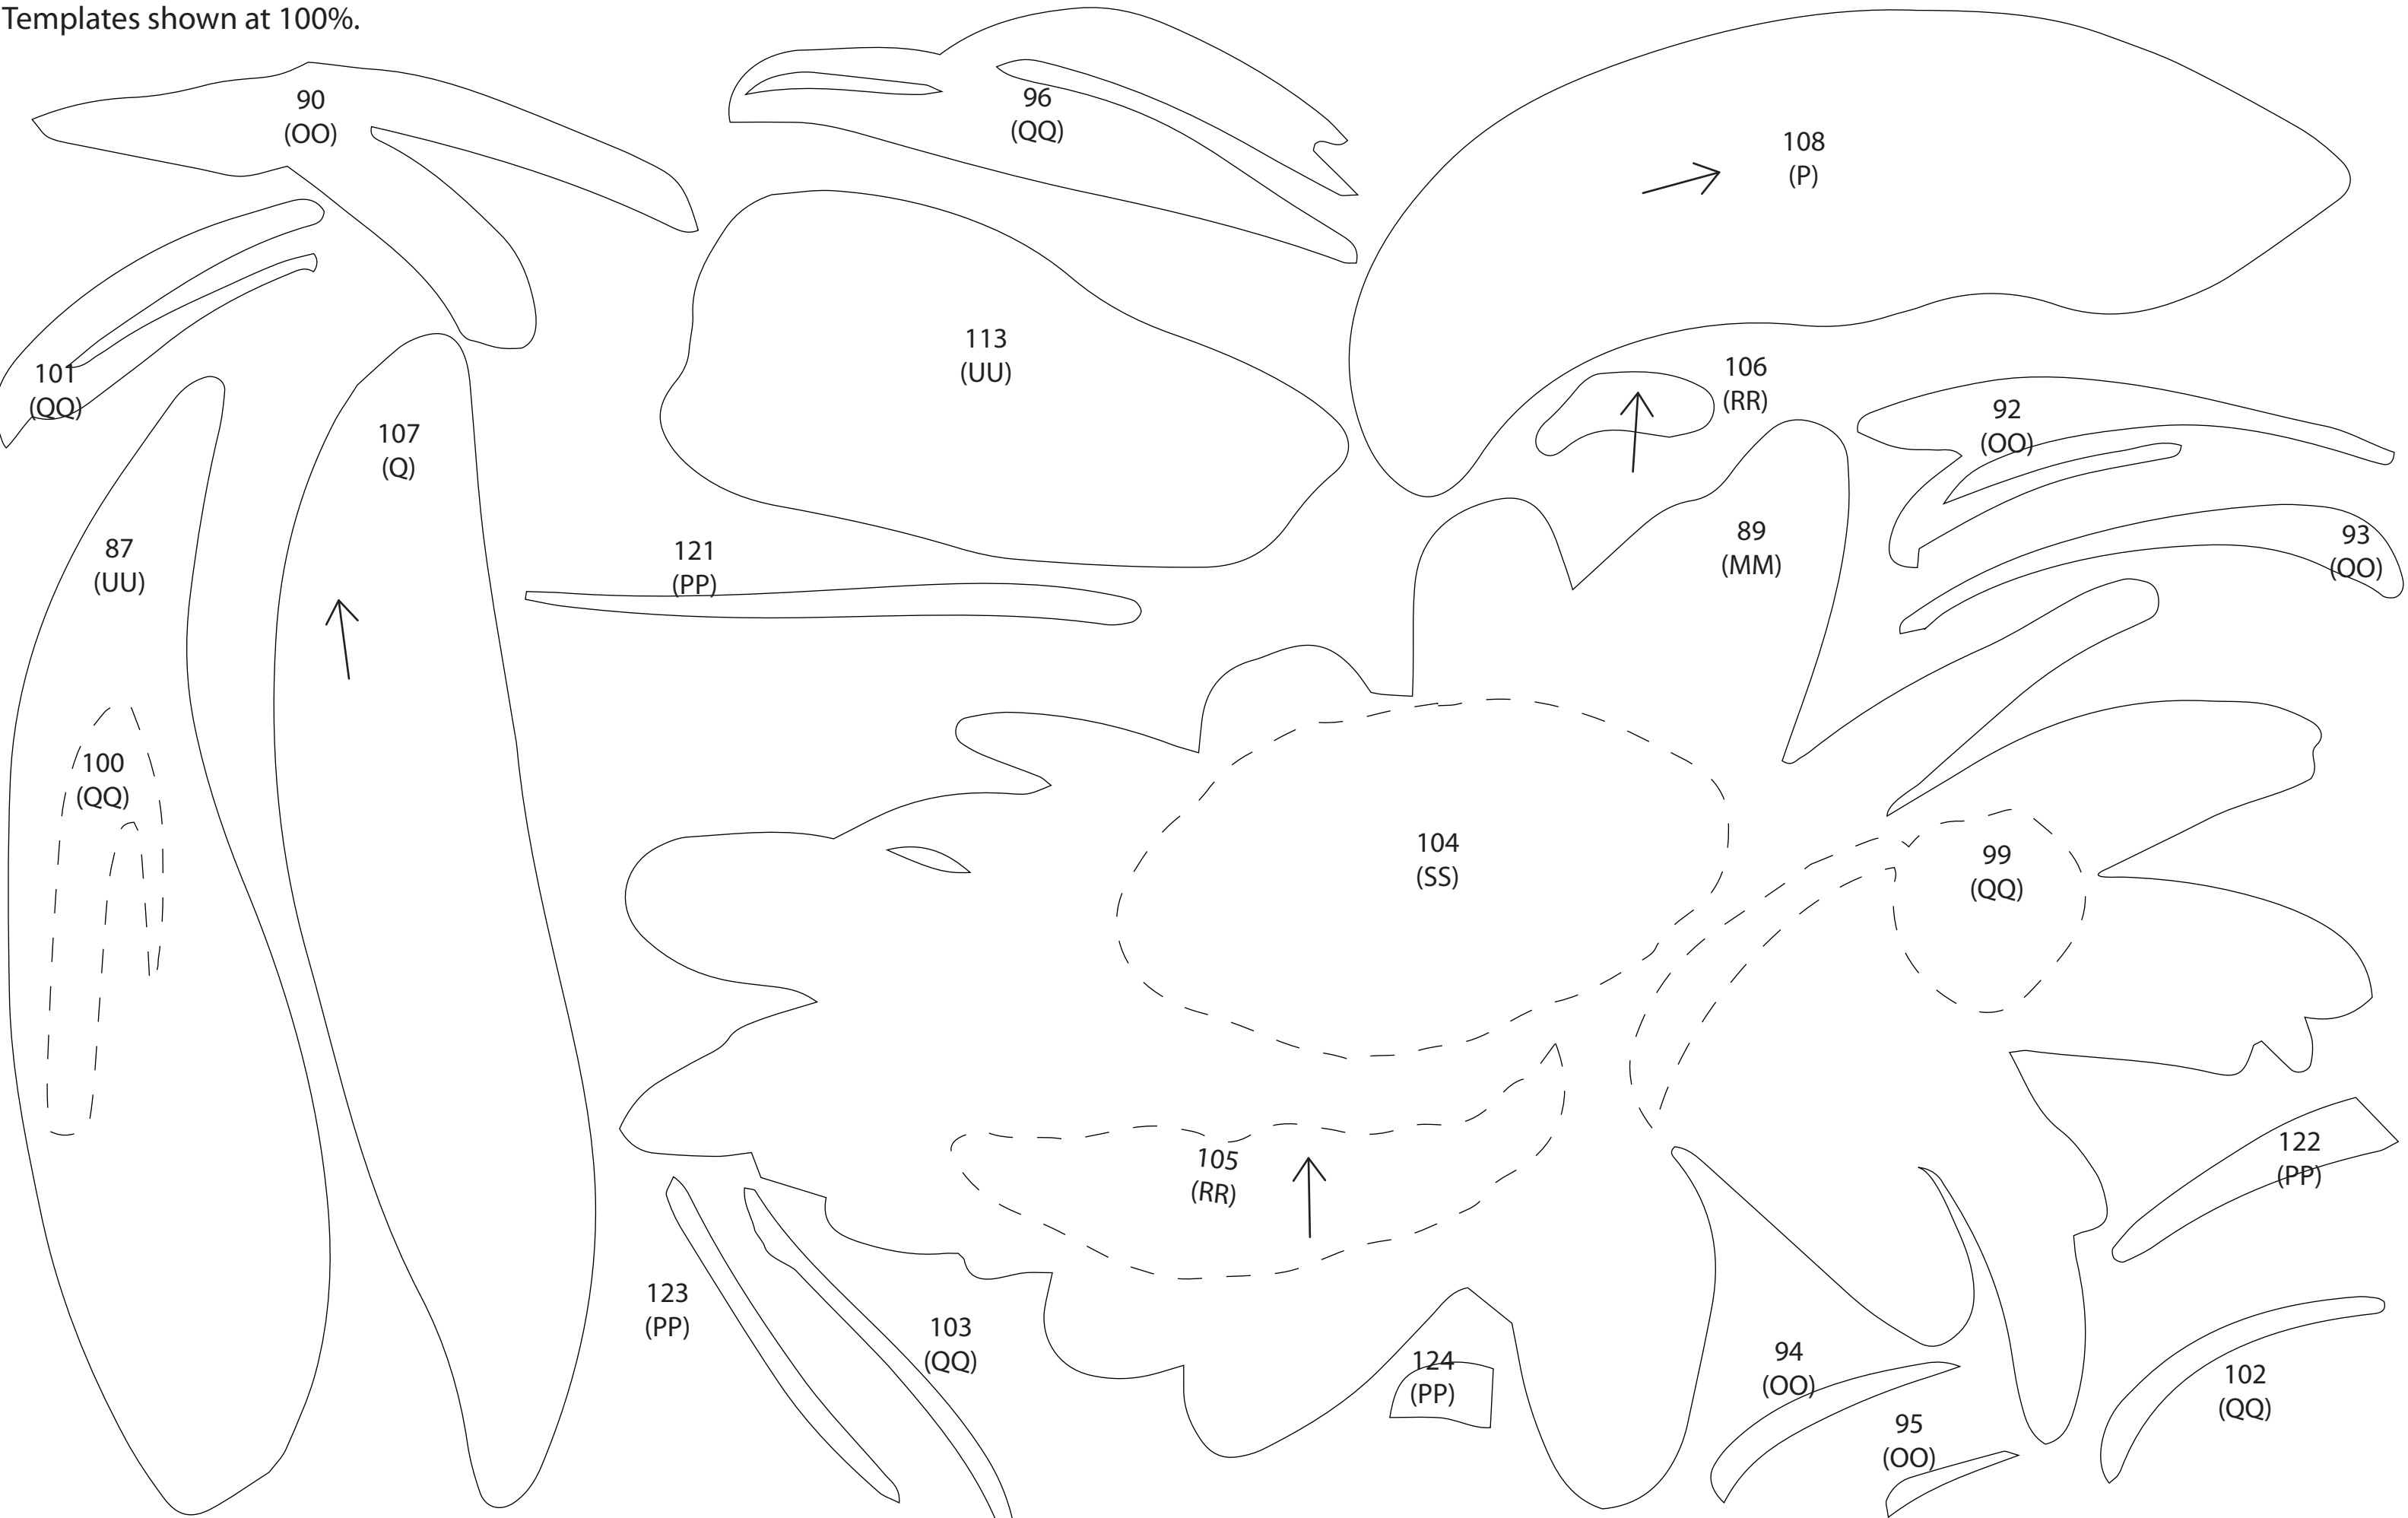 Templates shown at 100%.
90
(OO)
96
(QQ)
108
(P)
113
(UU)
101
(QQ)
106
(RR)
92
(OO)
107
(Q)
87
(UU)
121
(PP)
89
(MM)
93
(OO)
100
(QQ)
104
(SS)
99
(QQ)
105
(RR)
122
(PP)
123
(PP)
103
(QQ)
124
(PP)
94
(OO)
95
(OO)
102
(QQ)